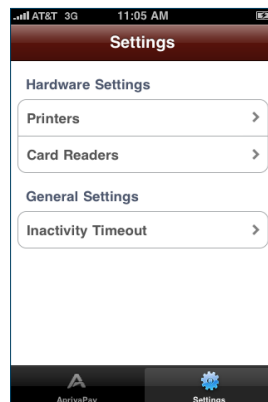 AT&T 3G 11:05 AM
Settings
Hardware Settings
Printers
Card Readers
General Settings
Inactivity Timeout
AprivaPay Settings